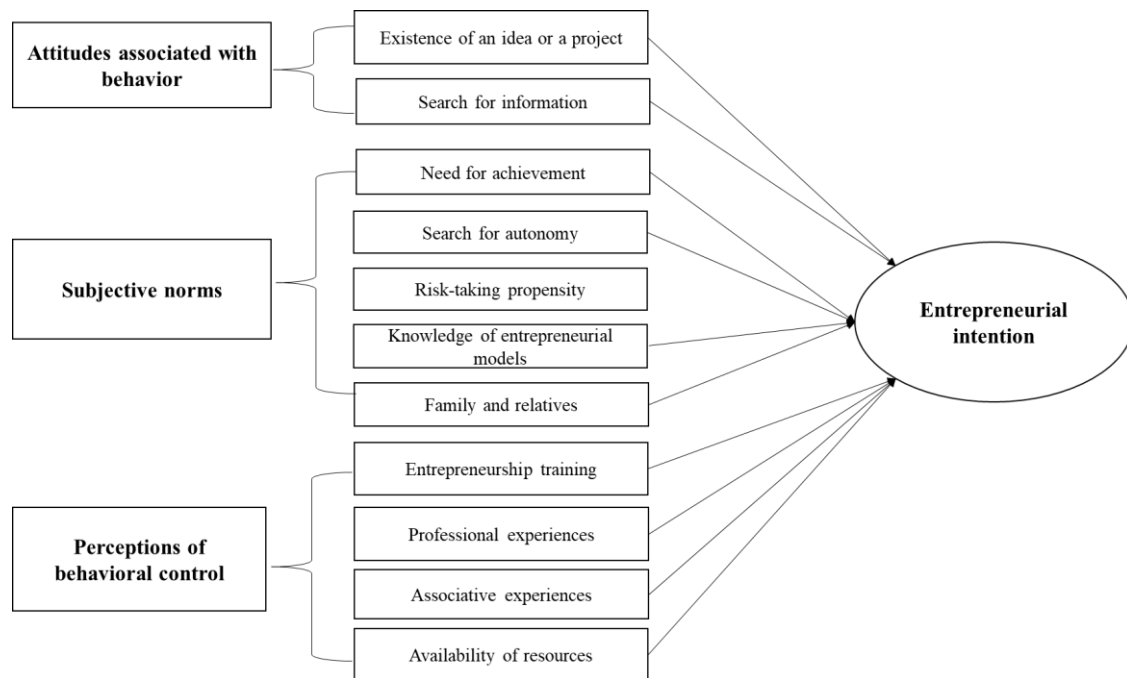 Attitudes associated with
behavior
Existence of an idea or a project
Search for information
Subjective norms
Need for achievement
Search for autonomy
Risk-taking propensity
Knowledge of entrepreneurial
models
Family and relatives
Perceptions of
behavioral control
Entrepreneurship training
Professional experiences
Associative experiences
Availability of resources
Entrepreneurial
intention